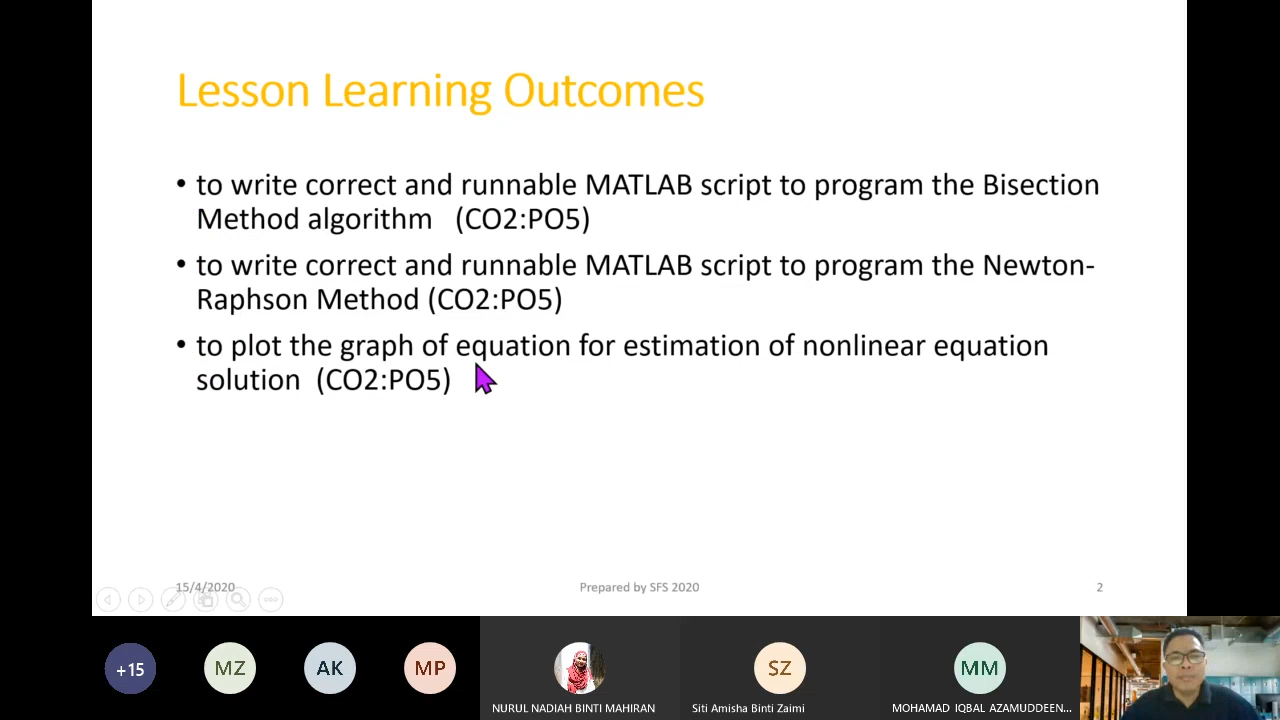 Lesson Learning Outcomes
• to write correct and runnable MATLAB script to program the Bisection
Method algorithm (CO2:PO5)
• to write correct and runnable MATLAB script to program the Newton-
Raphson Method (CO2:PO5)
• to plot the graph of equation for estimation of nonlinear equation
solution (CO2:PO5)
15/4/2020
Prepared by SFS 2020
2
+15
MZ
AK
MP
SZ
MM
NURUL NADIAH BINTI MAHIRAN
Siti Amisha Binti Zaimi
MOHAMAD IQBAL AZAMUDDEEN...